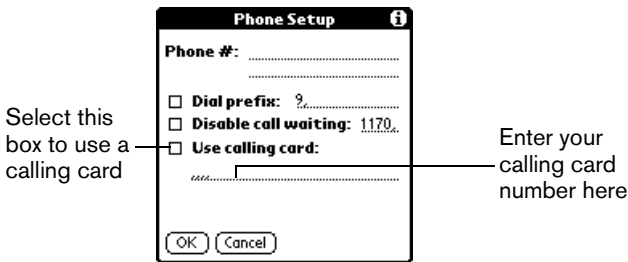 Phone Setup i
Phone #:
Dial prefix: 9,
Disable call waiting: 1170,
Use calling card:
,,,,
OK Cancel
Select this
box to use a
calling card
Enter your
calling card
number here